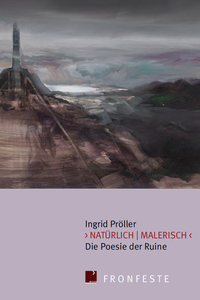 Ingrid Pröller
› NATÜRLICH | MALERISCH ‹
Die Poesie der Ruine
FRONFESTE